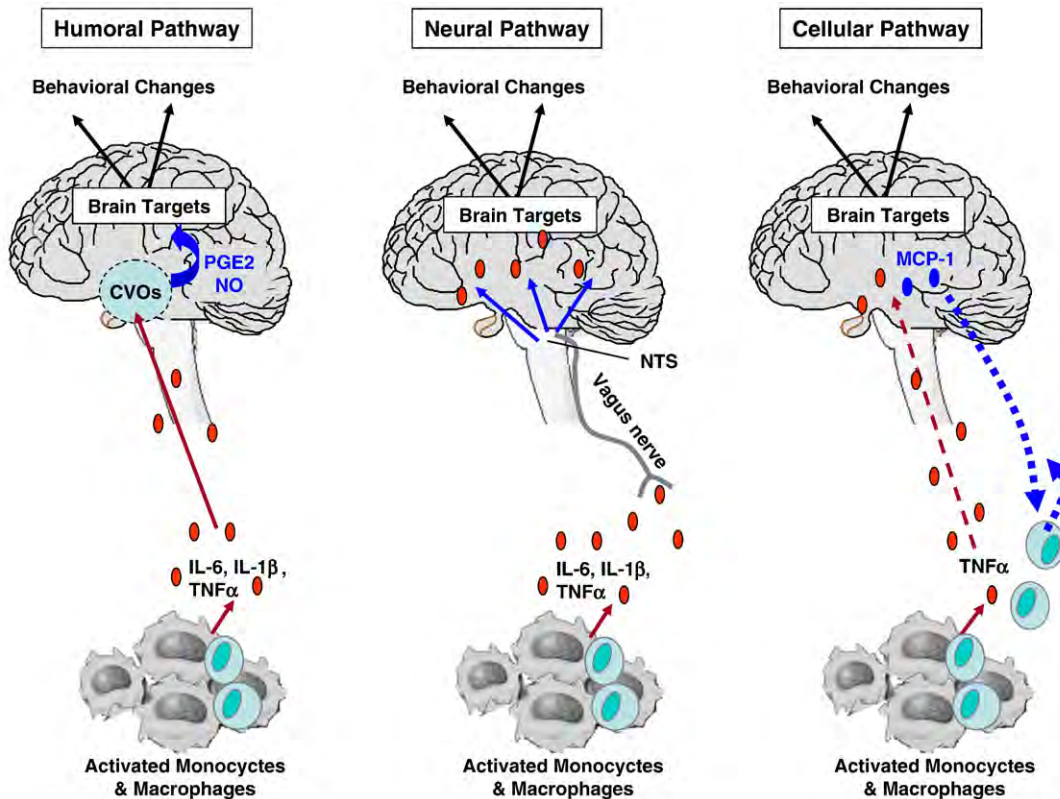 Humoral Pathway
Behavioral Changes
Brain Targets
PGE2
NO
CVOs
IL-6, IL-1β,
TNFα
Activated Monocytes
& Macrophages
Neural Pathway
Behavioral Changes
Brain Targets
NTS
Vagus nerve
IL-6, IL-1β,
TNFα
Activated Monocytes
& Macrophages
Cellular Pathway
Behavioral Changes
Brain Targets
MCP-1
TNFα
Activated Monocytes
& Macrophages